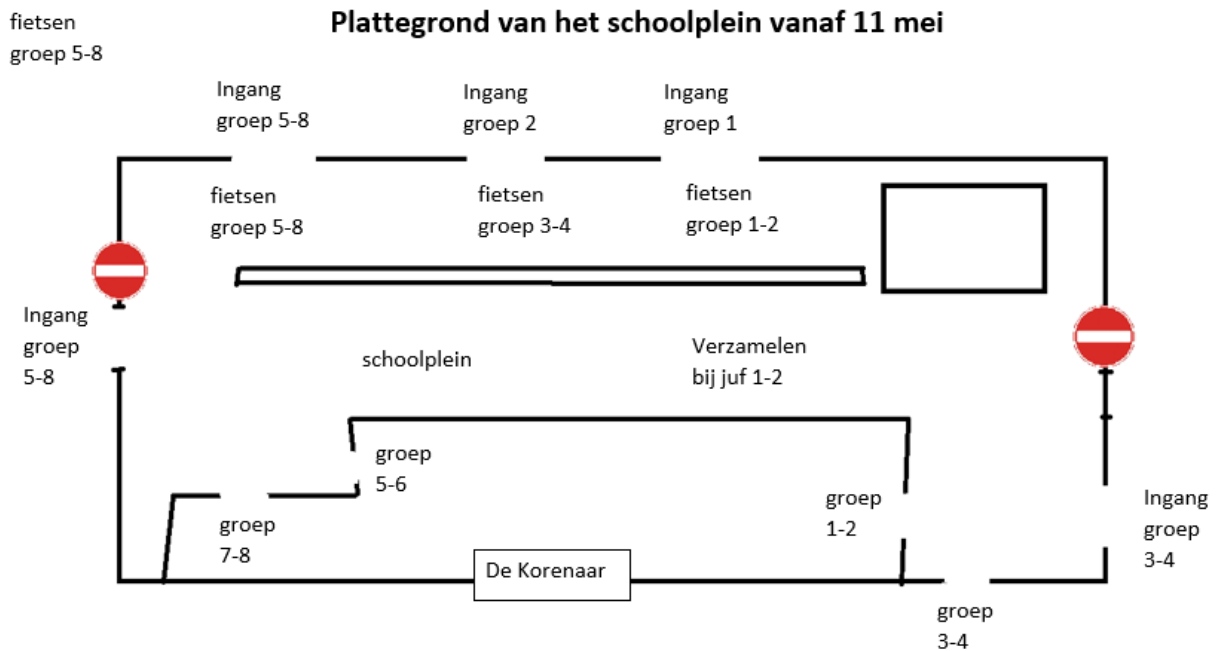 fietsen
groep 5-8
Plattegrond van het schoolplein vanaf 11 mei
Ingang
groep 5-8
Ingang
groep 2
Ingang
groep 1
fietsen
groep 5-8
fietsen
groep 3-4
fietsen
groep 1-2
Ingang
groep
5-8
schoolplein
Verzamelen
bij juf 1-2
groep
5-6
groep
7-8
groep
1-2
Ingang
groep
3-4
De Korenaar
groep
3-4